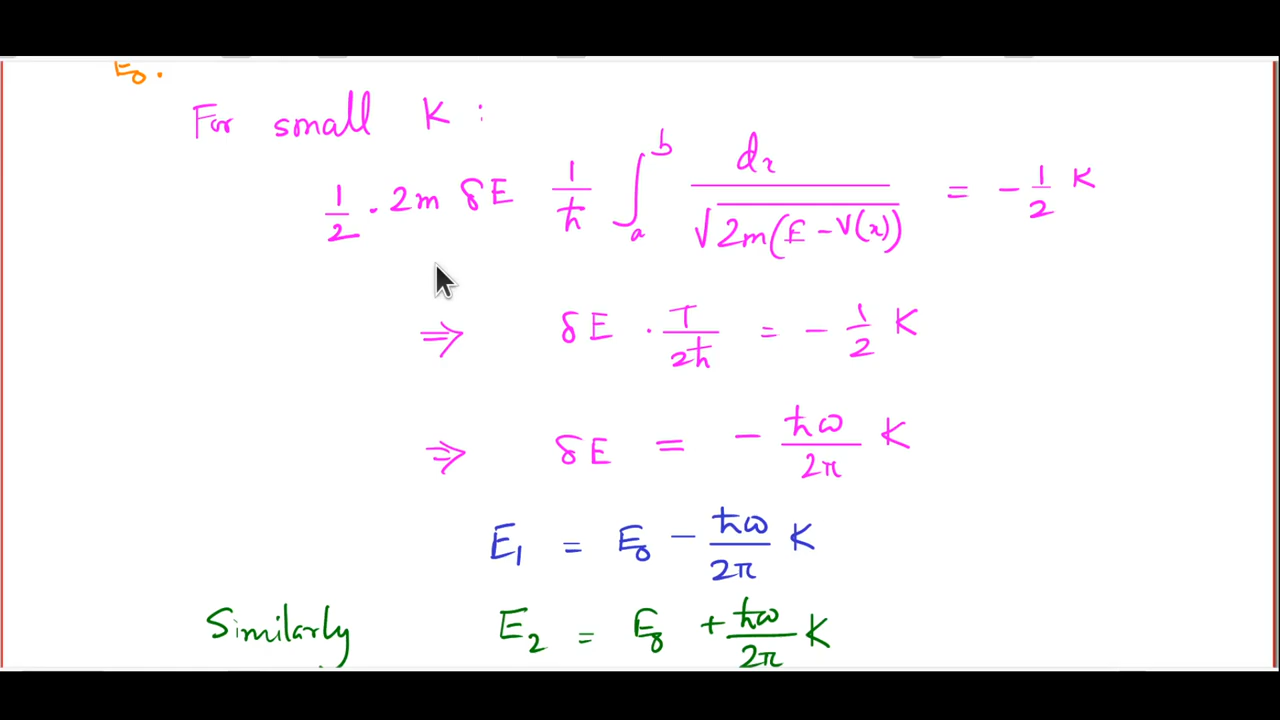 E₀.
For small K :
1/2 · 2m δE 1/ħ ∫ₐᵇ dx/√(2m(E - V(x))) = - 1/2 K
⇒ δE · T/2ħ = - 1/2 K
⇒ δE = - ħω/2π K
E₁ = E₀ - ħω/2π K
Similarly E₂ = E₀ + ħω/2π K